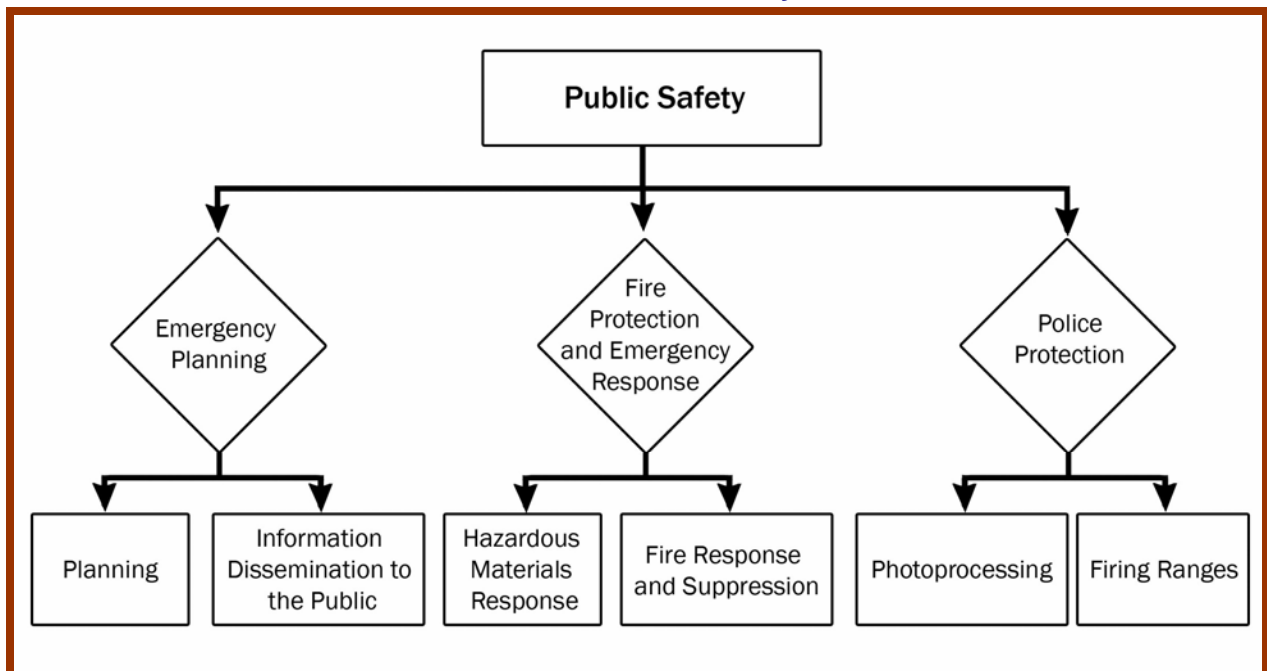 Public Safety
Emergency
Planning
Fire
Protection
and Emergency
Response
Police
Protection
Planning
Information
Dissemination to
the Public
Hazardous
Materials
Response
Fire Response
and Suppression
Photoprocessing
Firing Ranges